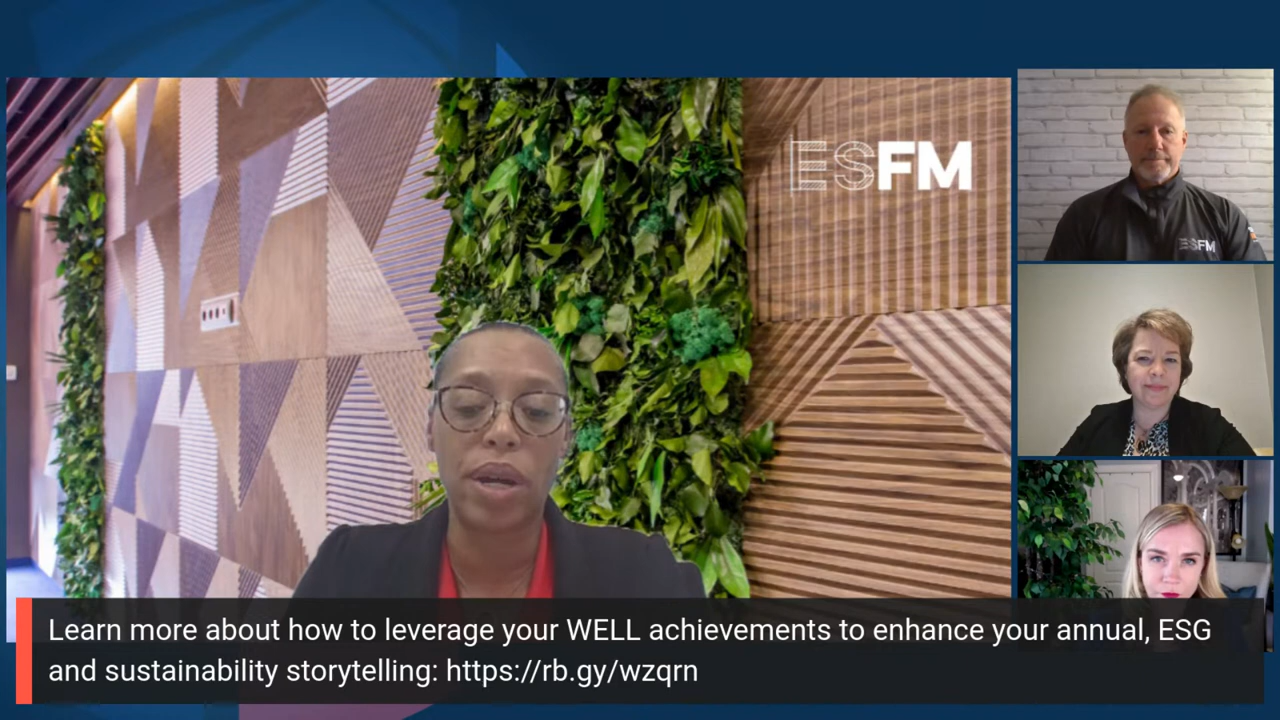 ESFM
ESFM
Learn more about how to leverage your WELL achievements to enhance your annual, ESG
and sustainability storytelling: https://rb.gy/wzqrn